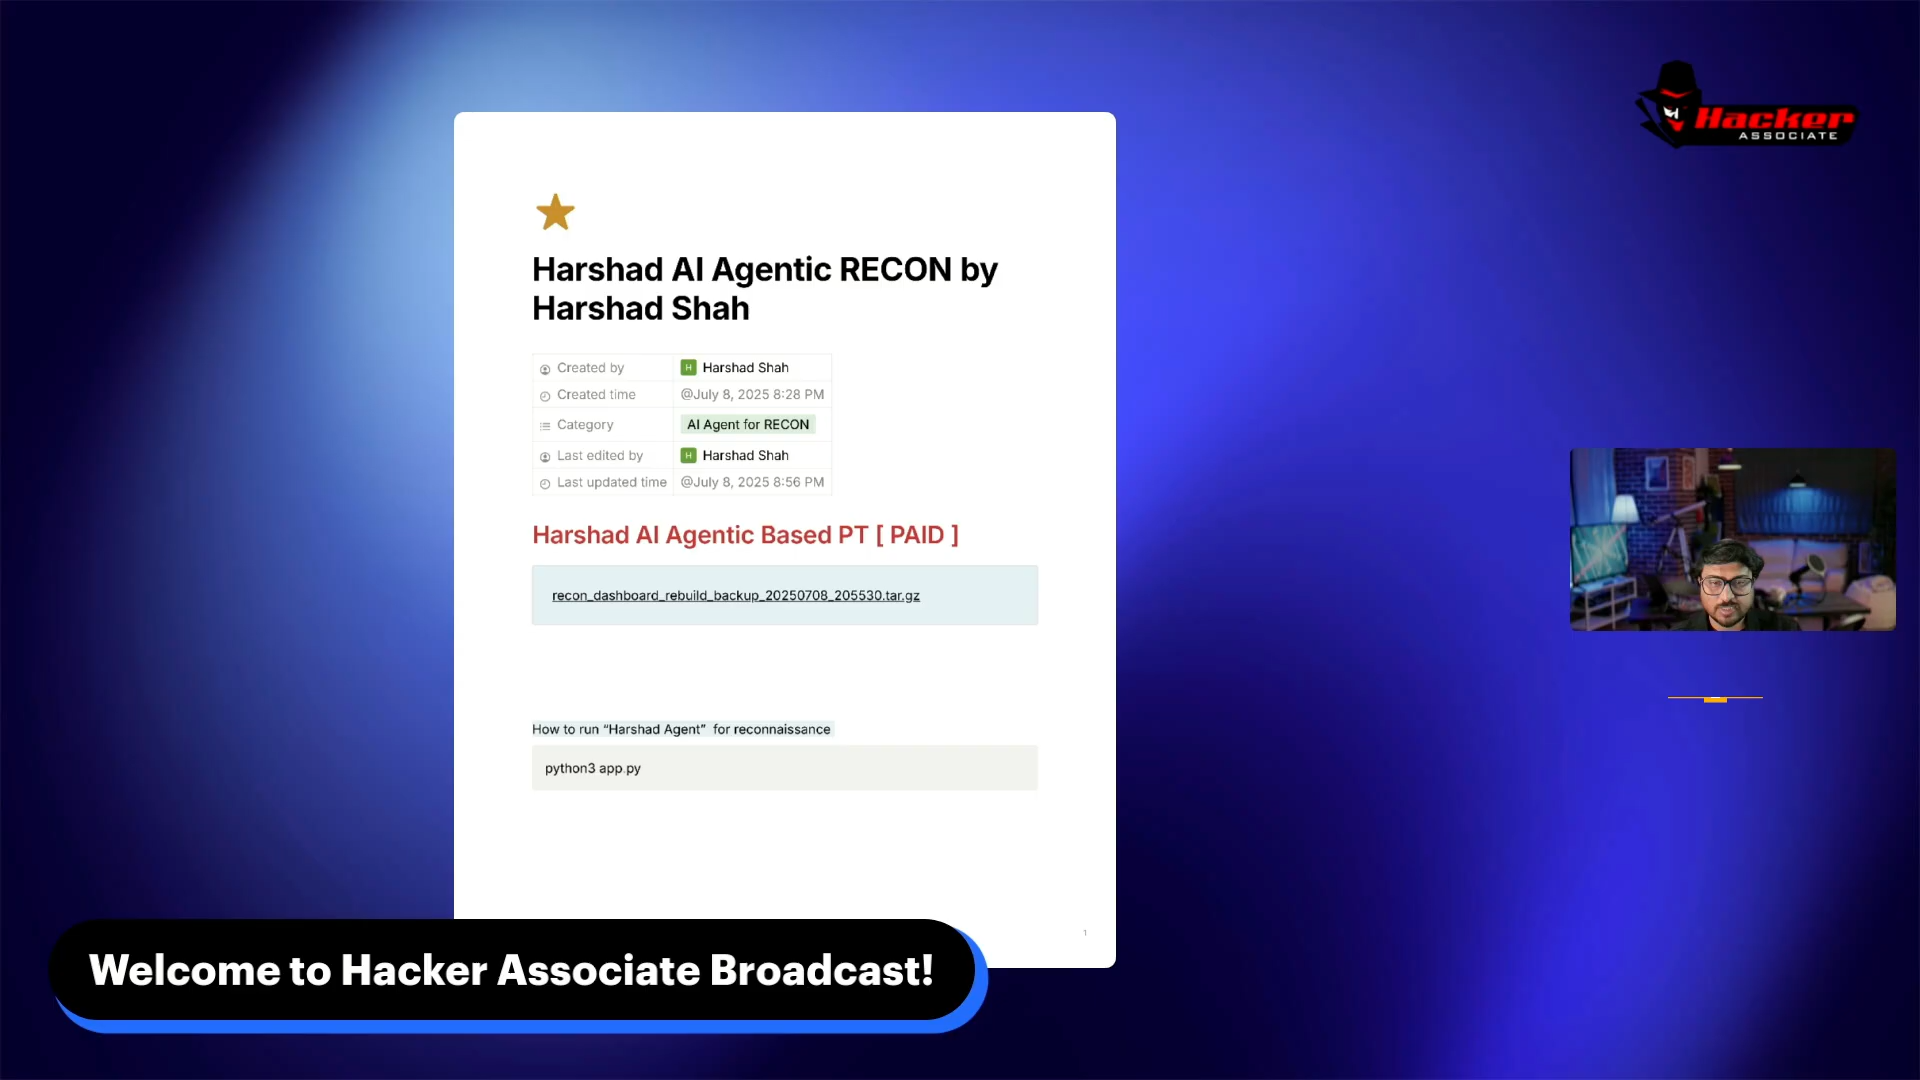 Hacker
ASSOCIATE
Harshad AI Agentic RECON by
Harshad Shah
Created by H Harshad Shah
Created time @July 8, 2025 8:28 PM
Category AI Agent for RECON
Last edited by H Harshad Shah
Last updated time @July 8, 2025 8:56 PM
Harshad AI Agentic Based PT [ PAID ]
recon_dashboard_rebuild_backup_20250708_205530.tar.gz
How to run “Harshad Agent”  for reconnaissance
python3 app.py
1
Welcome to Hacker Associate Broadcast!